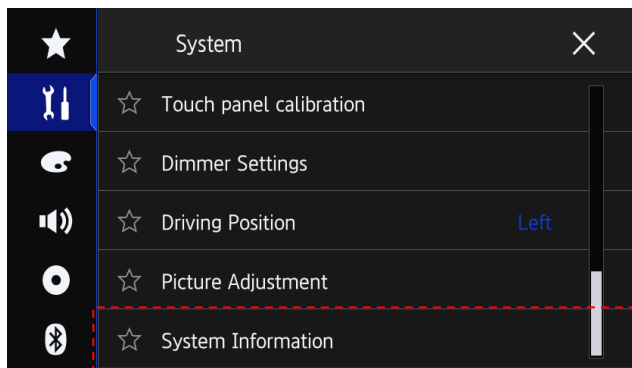 System
Touch panel calibration
Dimmer Settings
Driving Position Left
Picture Adjustment
System Information